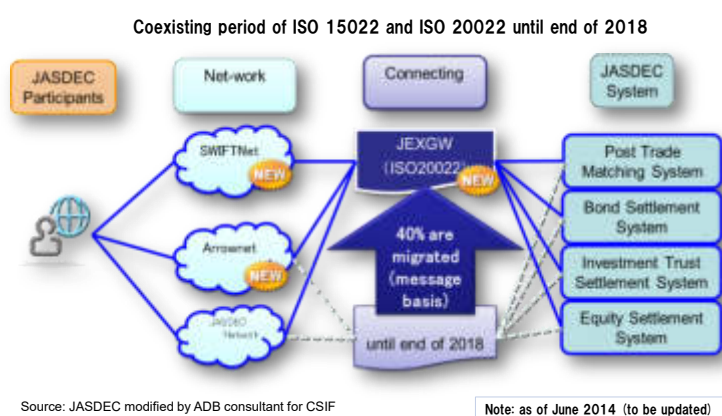 Coexisting period of ISO 15022 and ISO 20022 until end of 2018
JASDEC
Participants
Net-work
Connecting
JASDEC
System
SWIFTNet
NEW
Arrownet
NEW
JASDEC
Network
JEXGW
(ISO20022)
NEW
40% are
migrated
(message
basis)
until end of 2018
Post Trade
Matching System
Bond Settlement
System
Investment Trust
Settlement System
Equity Settlement
System
Source: JASDEC modified by ADB consultant for CSIF
Note: as of June 2014 (to be updated)